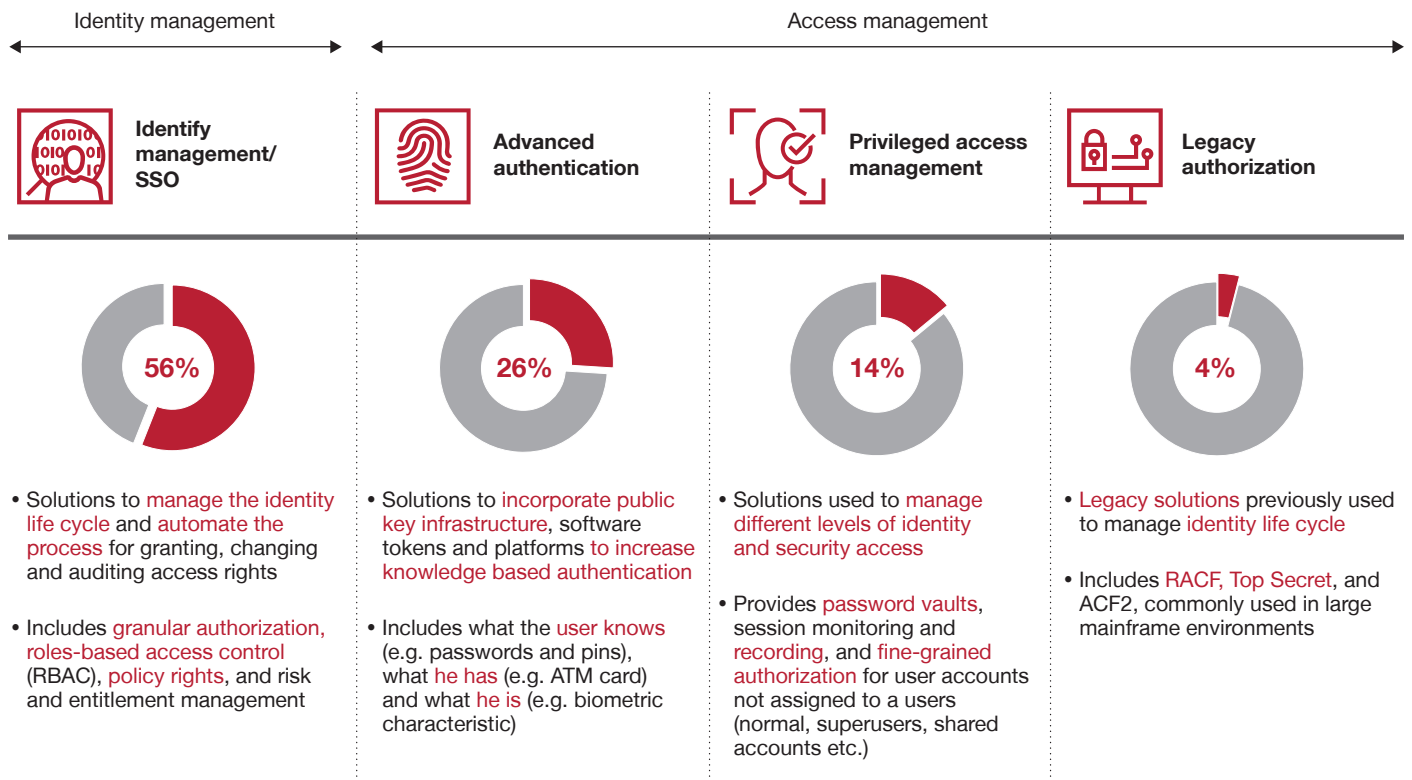 Identity management
Access management
Identify
management/
SSO
Advanced
authentication
Privileged access
management
Legacy
authorization
56%
26%
14%
4%
• Solutions to manage the identity
life cycle and automate the
process for granting, changing
and auditing access rights
• Includes granular authorization,
roles-based access control
(RBAC), policy rights, and risk
and entitlement management
• Solutions to incorporate public
key infrastructure, software
tokens and platforms to increase
knowledge based authentication
• Includes what the user knows
(e.g. passwords and pins),
what he has (e.g. ATM card)
and what he is (e.g. biometric
characteristic)
• Solutions used to manage
different levels of identity
and security access
• Provides password vaults,
session monitoring and
recording, and fine-grained
authorization for user accounts
not assigned to a users
(normal, superusers, shared
accounts etc.)
• Legacy solutions previously used
to manage identity life cycle
• Includes RACF, Top Secret, and
ACF2, commonly used in large
mainframe environments